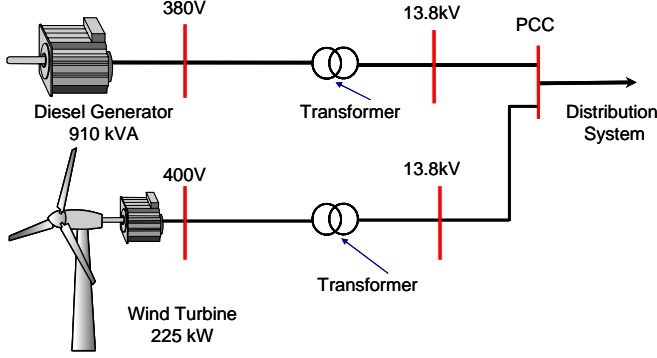 380V
13.8kV
PCC
Diesel Generator
910 kVA
Transformer
Distribution
System
400V
13.8kV
Transformer
Wind Turbine
225 kW